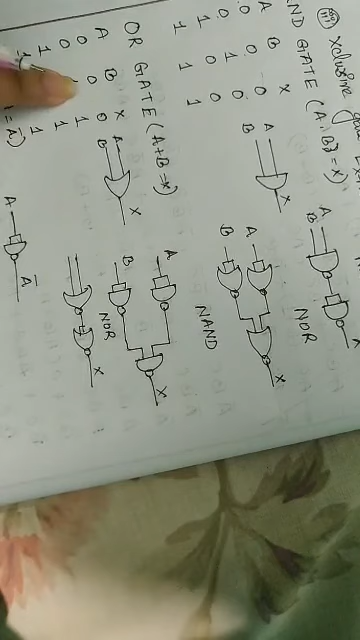 (iii) xclusive
AND GATE (A.B) = x)
A B x
0 0 0
0 1 0
1 0 0
1 1 1
A
B
X
A
B
NOR
A
B
X
NAND
OR GATE (A+B = x)
A B x
0 0 0
0 1
1 0 1
1 1 1
A
B
X
A
B
X
NOR
X
= Ā)
A
Ā